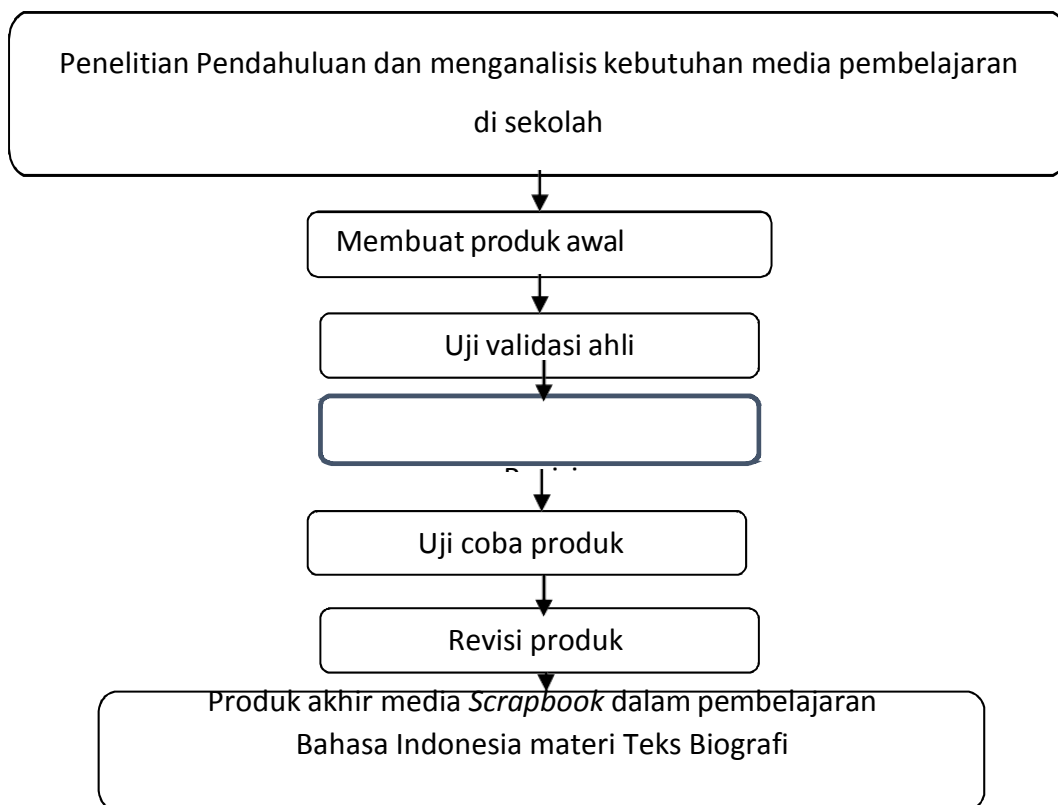 Penelitian Pendahuluan dan menganalisis kebutuhan media pembelajaran
di sekolah
Membuat produk awal
Uji validasi ahli
Uji coba produk
Revisi produk
Produk akhir media Scrapbook dalam pembelajaran
Bahasa Indonesia materi Teks Biografi